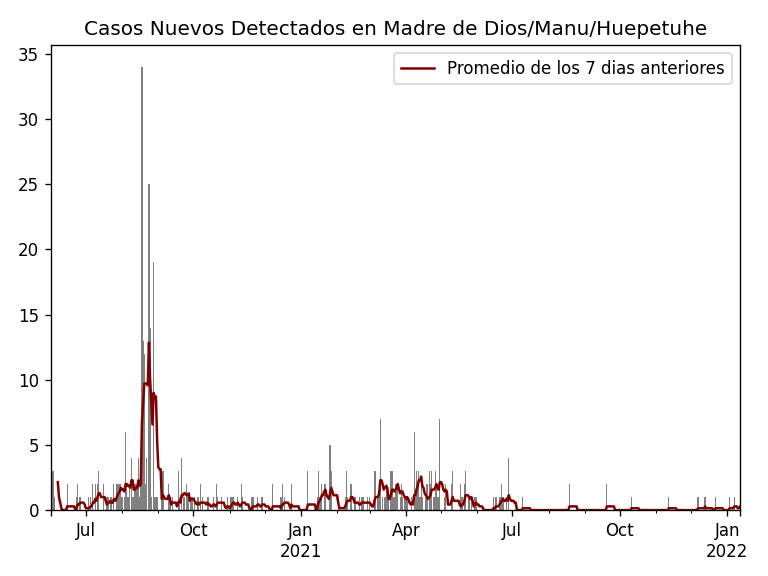 Casos Nuevos Detectados en Madre de Dios/Manu/Huepetuhe
Promedio de los 7 dias anteriores
35
30
25
20
15
10
5
0
Jul
Oct
Jan
2021
Apr
Jul
Oct
Jan
2022